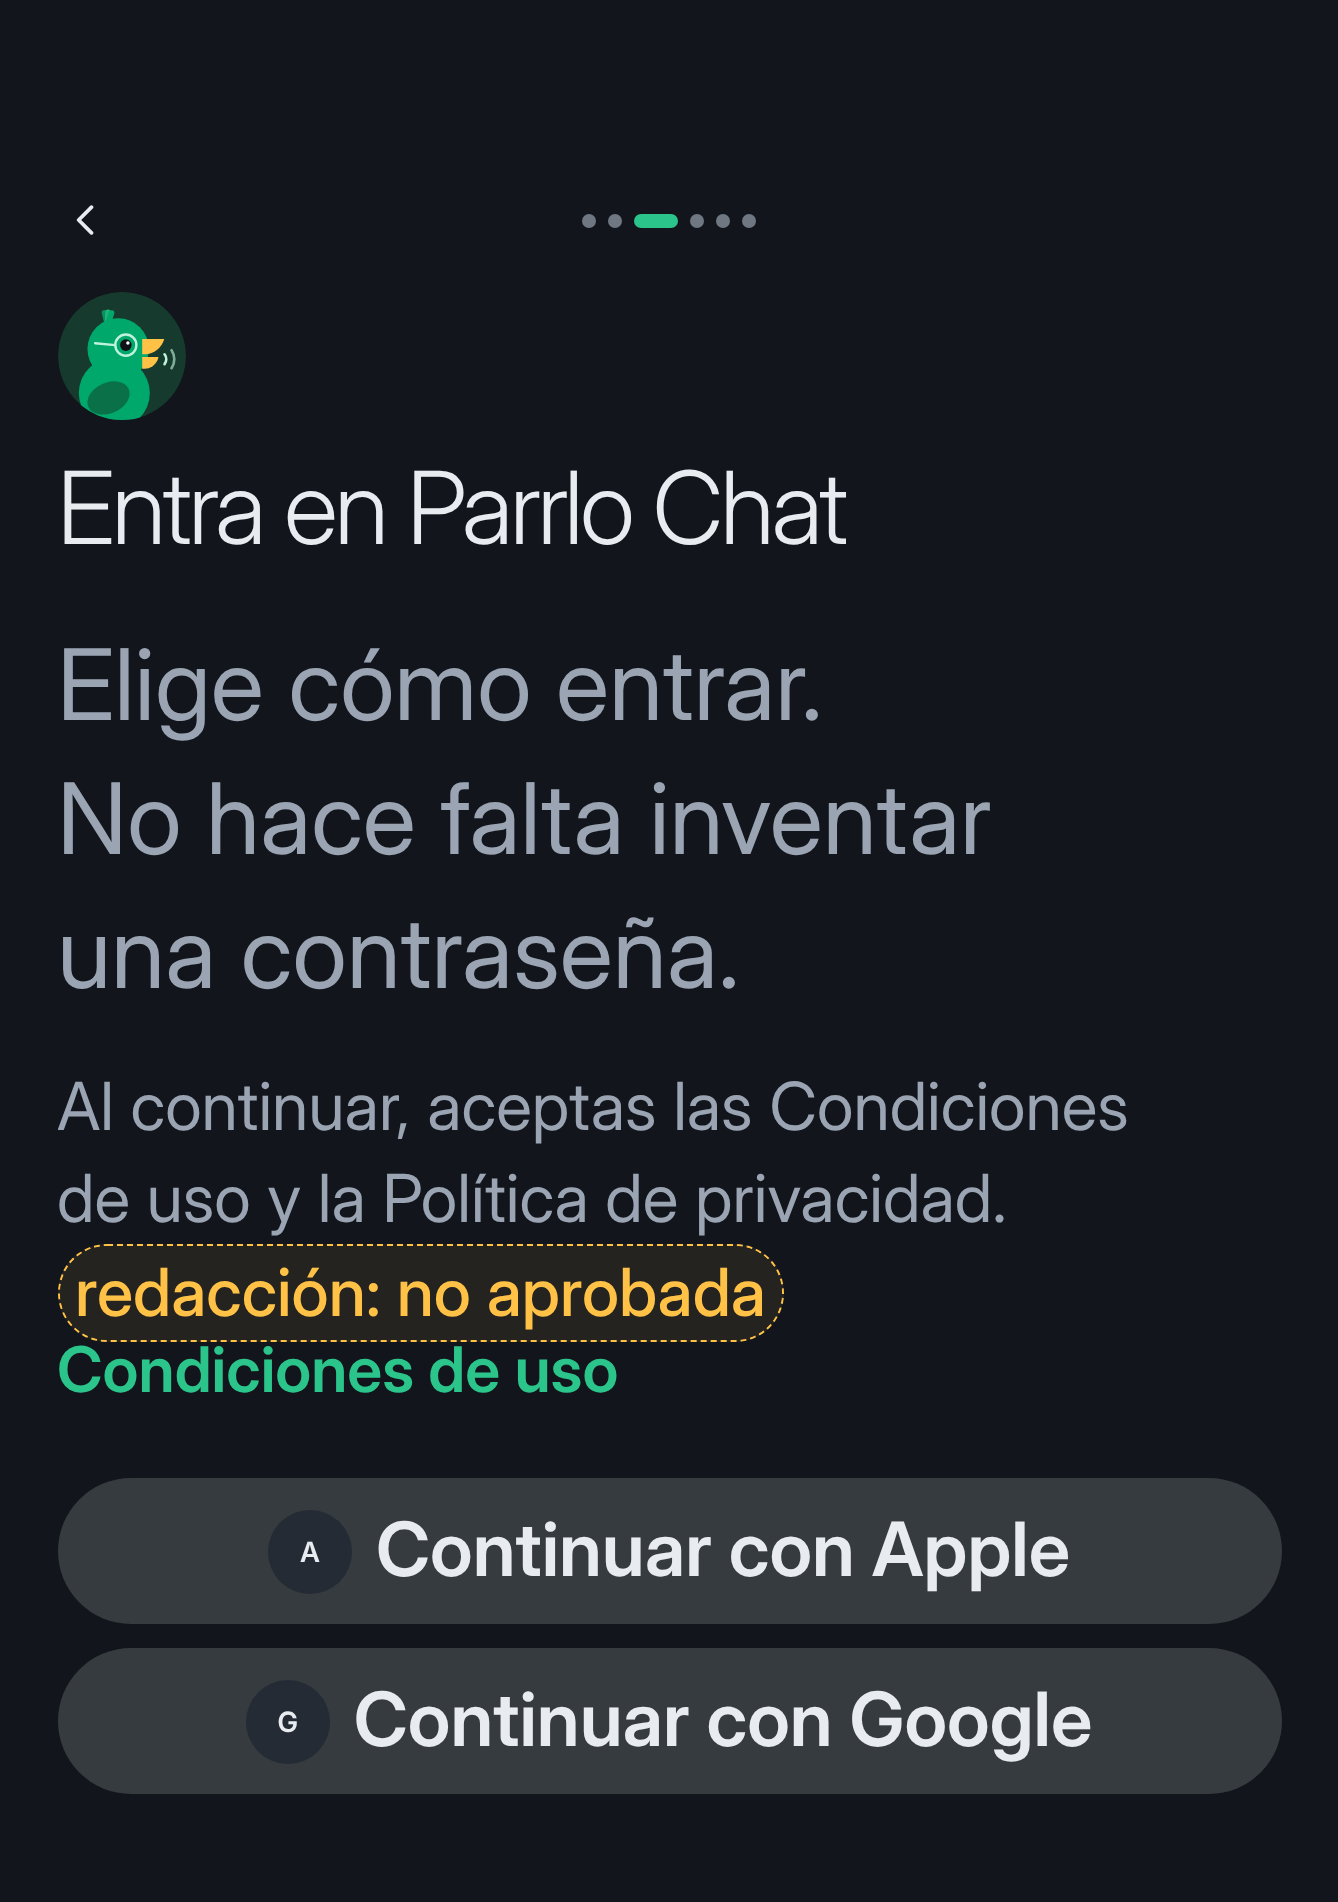 Entra en Parrlo Chat
Elige cómo entrar.
No hace falta inventar
una contraseña.
Al continuar, aceptas las Condiciones
de uso y la Política de privacidad.
redacción: no aprobada
Condiciones de uso
A Continuar con Apple
G Continuar con Google